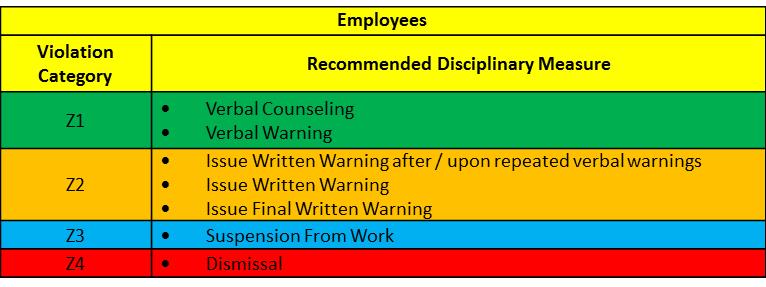 Employees
Violation
Category
Recommended Disciplinary Measure
Z1
• Verbal Counseling
• Verbal Warning
Z2
• Issue Written Warning after / upon repeated verbal warnings
• Issue Written Warning
• Issue Final Written Warning
Z3
• Suspension From Work
Z4
• Dismissal